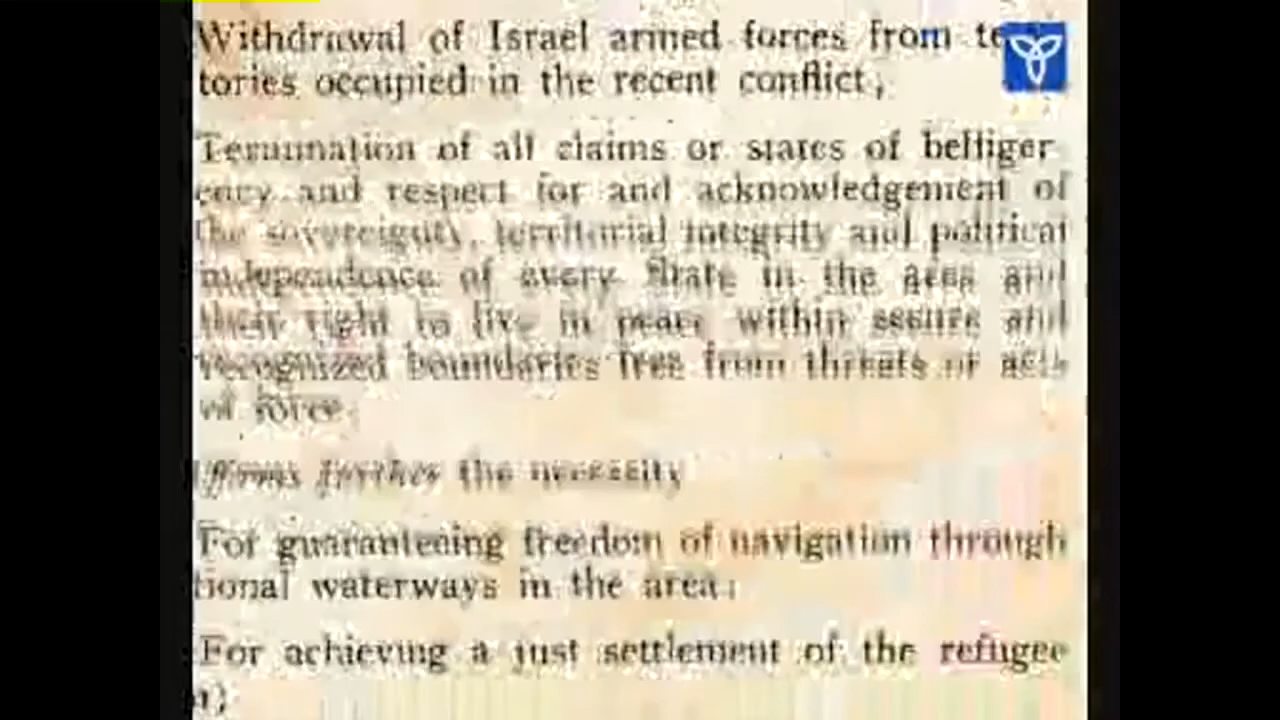 Withdrawal of Israel armed forces from
tories occupied in the recent conflict;
Termination of all claims or states of belliger
ency and respect for and acknowledgement of
the sovereignty, territorial integrity and political
independence of every State in the area and
their right to live in peace within secure and
recognized boundaries free from threats or acts
of force;
ffirms further the necessity
For guaranteeing freedom of navigation through
tional waterways in the area;
For achieving a just settlement of the refugee